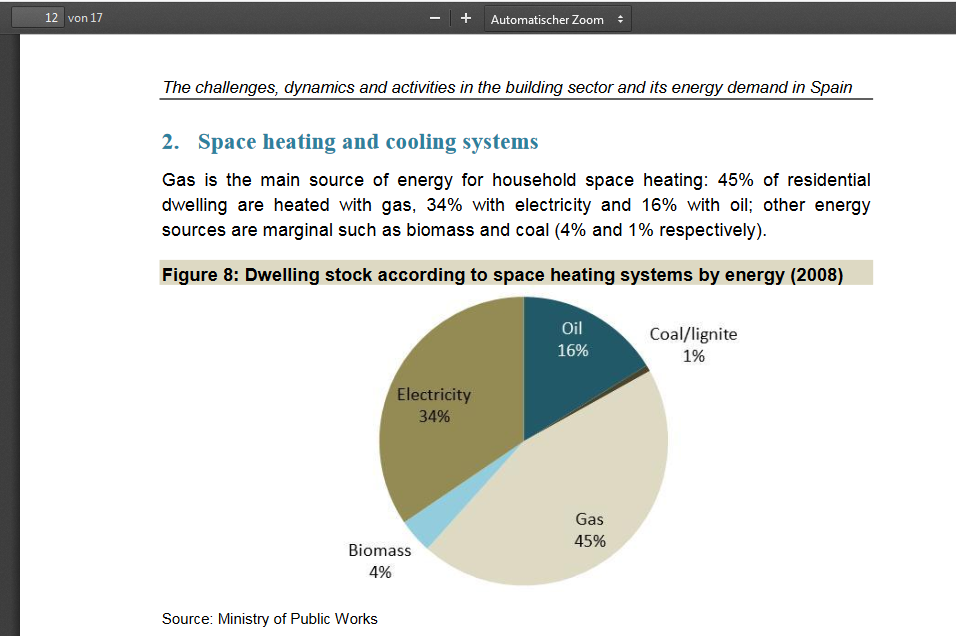 12 von 17
Automatischer Zoom
The challenges, dynamics and activities in the building sector and its energy demand in Spain
2. Space heating and cooling systems
Gas is the main source of energy for household space heating: 45% of residential
dwelling are heated with gas, 34% with electricity and 16% with oil; other energy
sources are marginal such as biomass and coal (4% and 1% respectively).
Figure 8: Dwelling stock according to space heating systems by energy (2008)
Oil
16%
Coal/lignite
1%
Electricity
34%
Gas
45%
Biomass
4%
Source: Ministry of Public Works